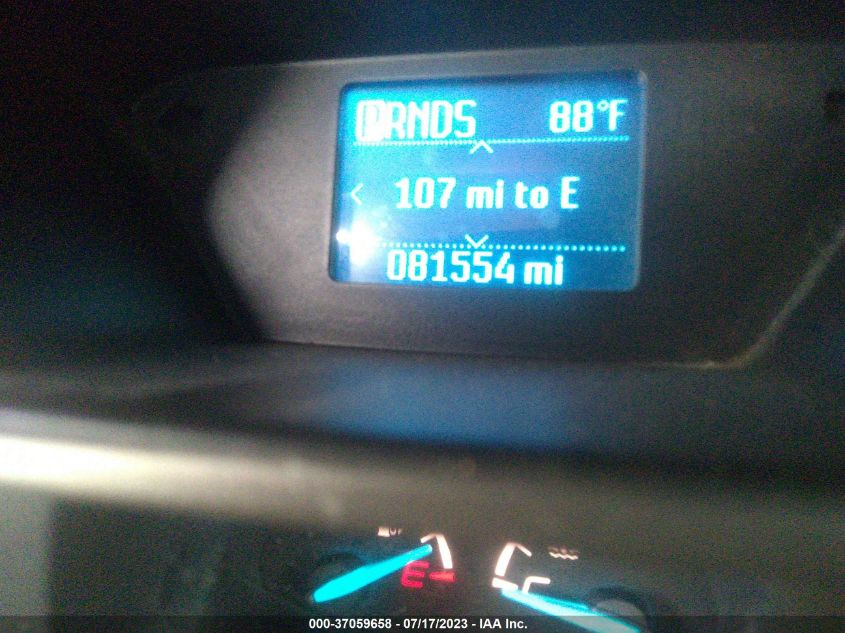 PRNDS 88°F
107 mi to E
081554 mi
E
C
000-37059658 - 07/17/2023 - IAA Inc.